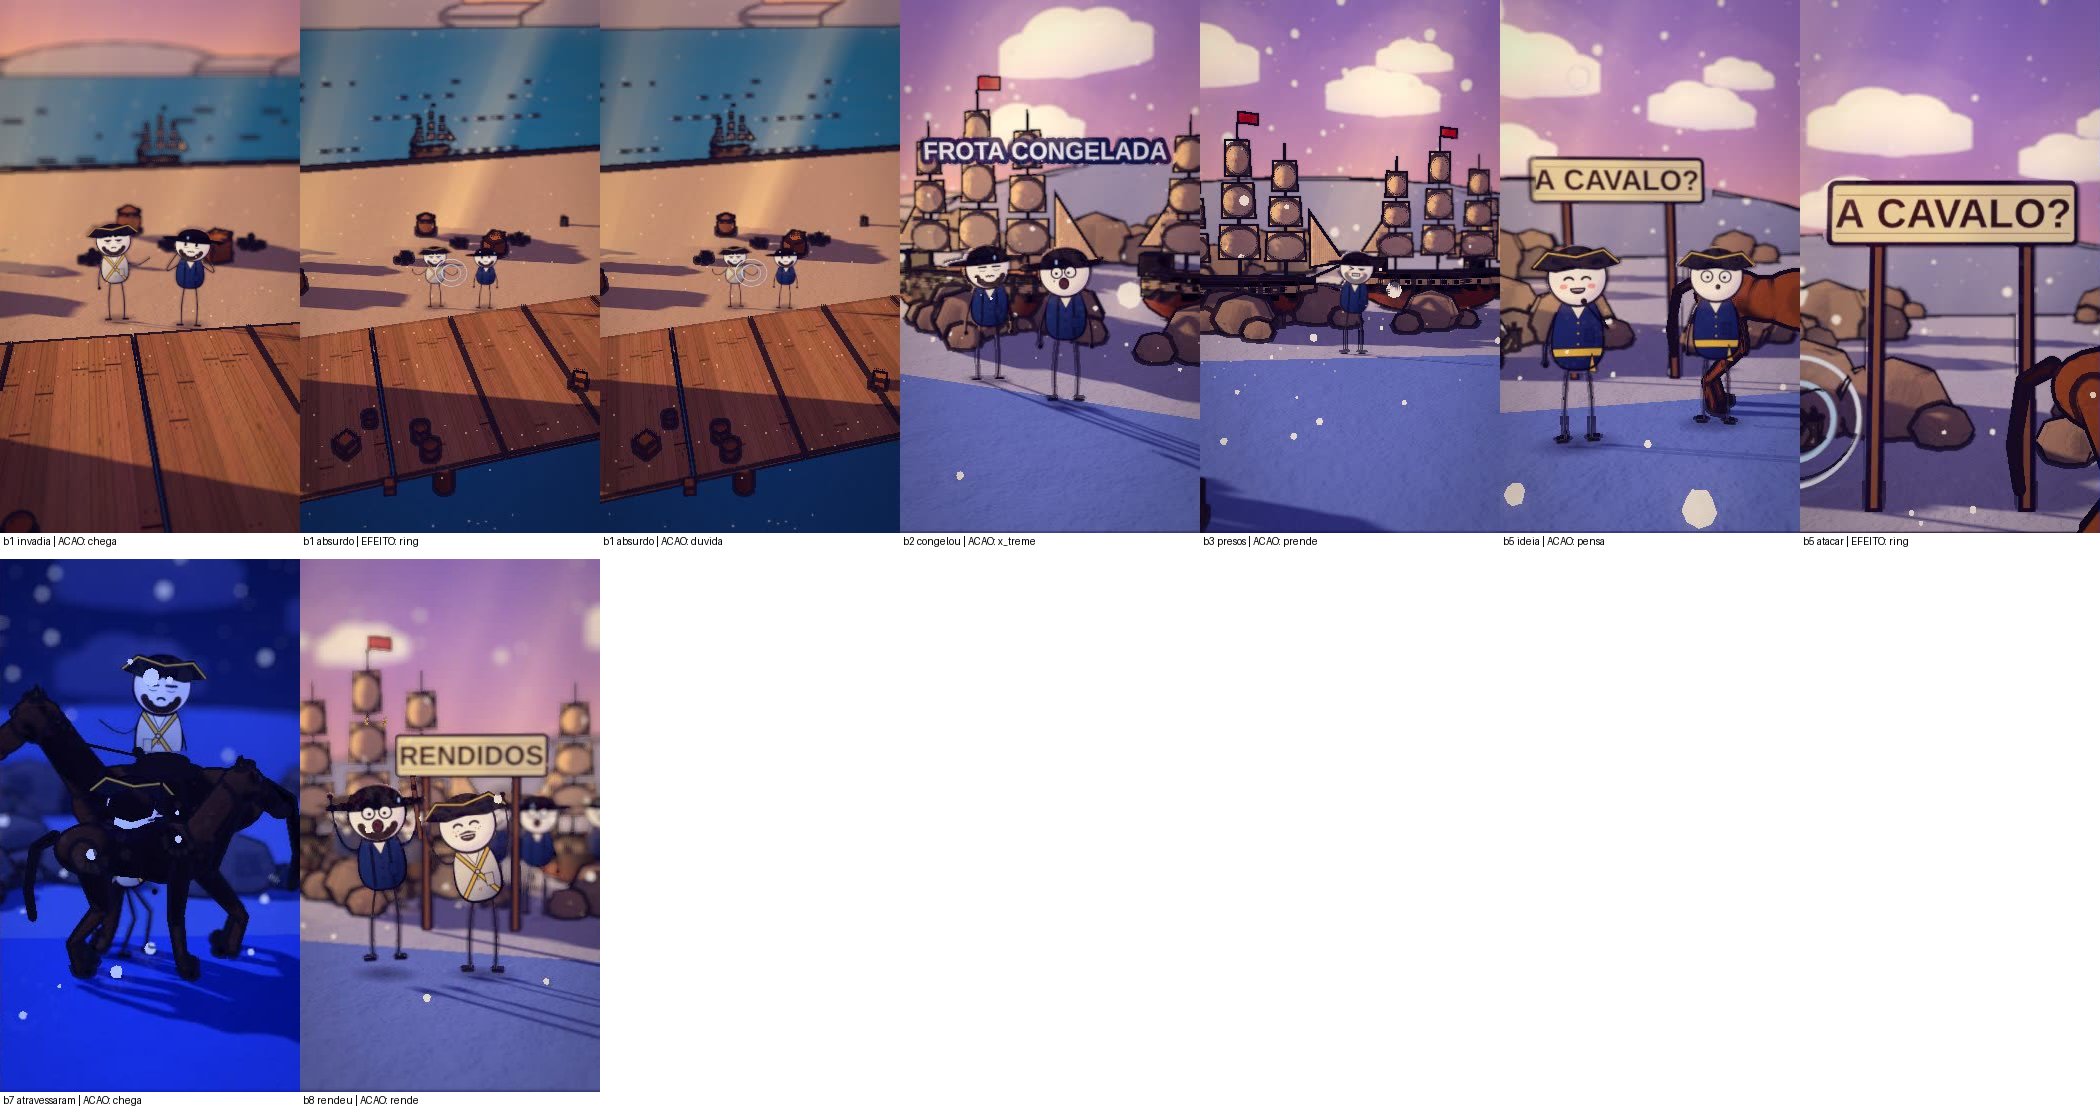 FROTA CONGELADA
A CAVALO?
A CAVALO?
b1 invadia | ACAO: chega
b1 absurdo | EFEITO: ring
b1 absurdo | ACAO: duvida
b2 congelou | ACAO: x_treme
b3 presos | ACAO: prende
b5 ideia | ACAO: pensa
b5 atacar | EFEITO: ring
RENDIDOS
b7 atravessaram | ACAO: chega
b8 rendeu | ACAO: rende